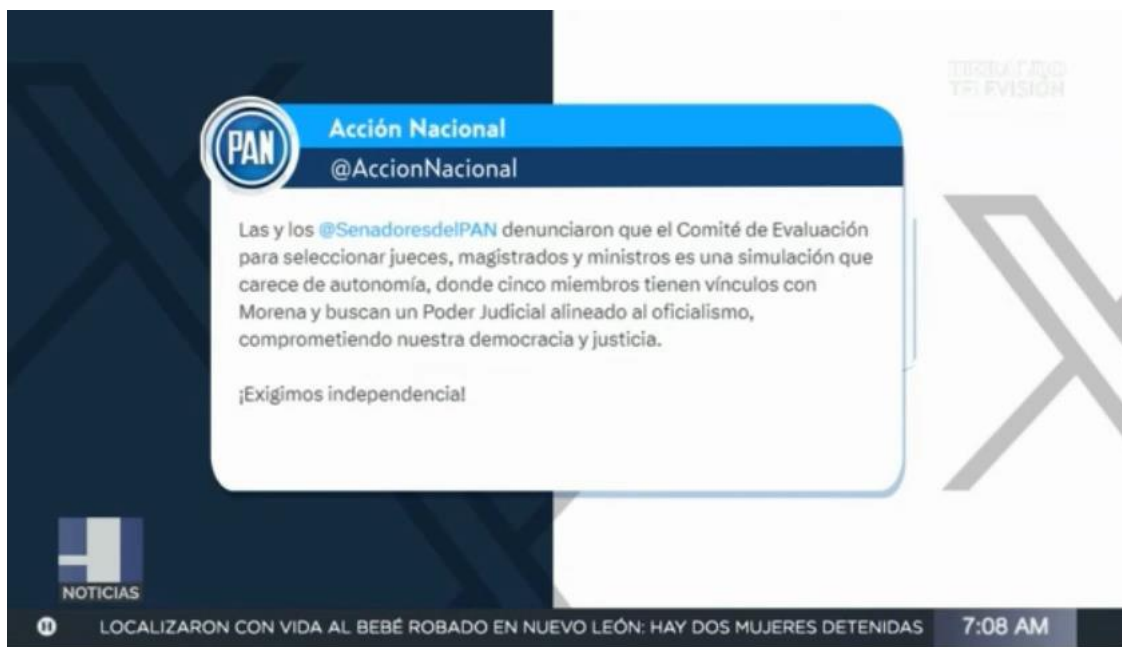 TELEVISIÓN
PAN
Acción Nacional
@AccionNacional
Las y los @SenadoresdelPAN denunciaron que el Comité de Evaluación
para seleccionar jueces, magistrados y ministros es una simulación que
carece de autonomía, donde cinco miembros tienen vínculos con
Morena y buscan un Poder Judicial alineado al oficialismo,
comprometiendo nuestra democracia y justicia.
¡Exigimos independencia!
NOTICIAS
LOCALIZARON CON VIDA AL BEBÉ ROBADO EN NUEVO LEÓN: HAY DOS MUJERES DETENIDAS
7:08 AM